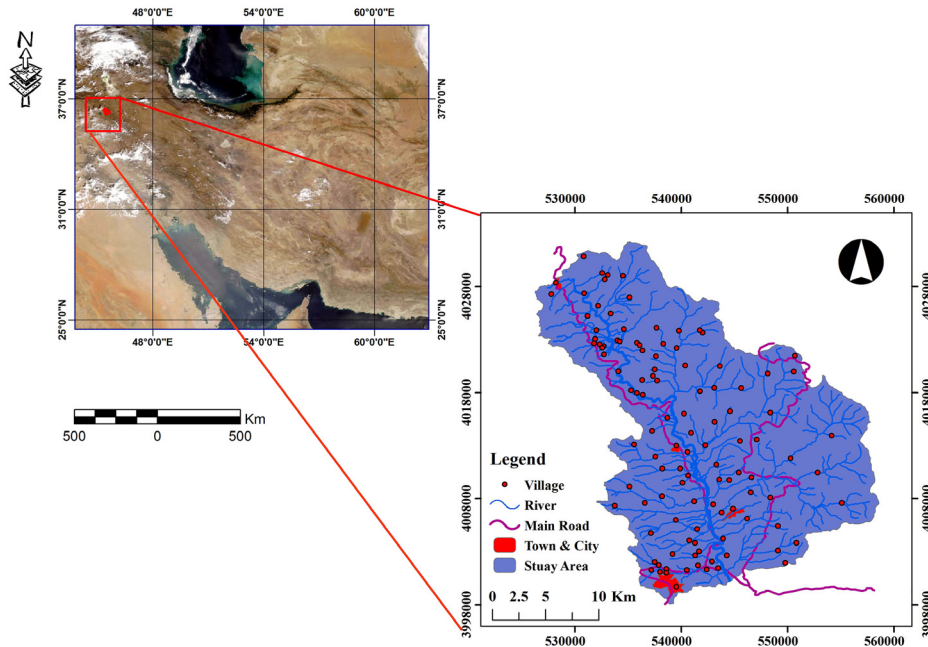 48°0'0"E 54°0'0"E 60°0'0"E
N
37°0'0"N 37°0'0"N
31°0'0"N 31°0'0"N
25°0'0"N 25°0'0"N
48°0'0"E 54°0'0"E 60°0'0"E
500 0 500 Km
530000 540000 550000 560000
4028000 4028000
4018000 4018000
4008000 4008000
3998000 3998000
Legend
Village
River
Main Road
Town & City
Stuay Area
0 2.5 5 10 Km
530000 540000 550000 560000